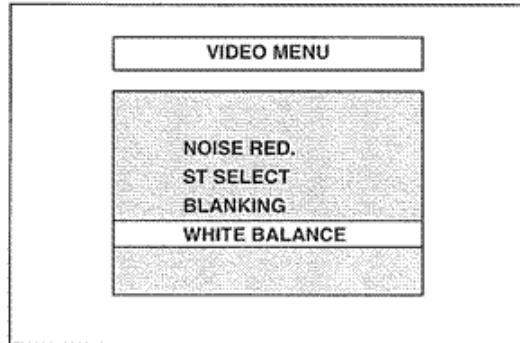 VIDEO MENU
NOISE RED.
ST SELECT
BLANKING
WHITE BALANCE